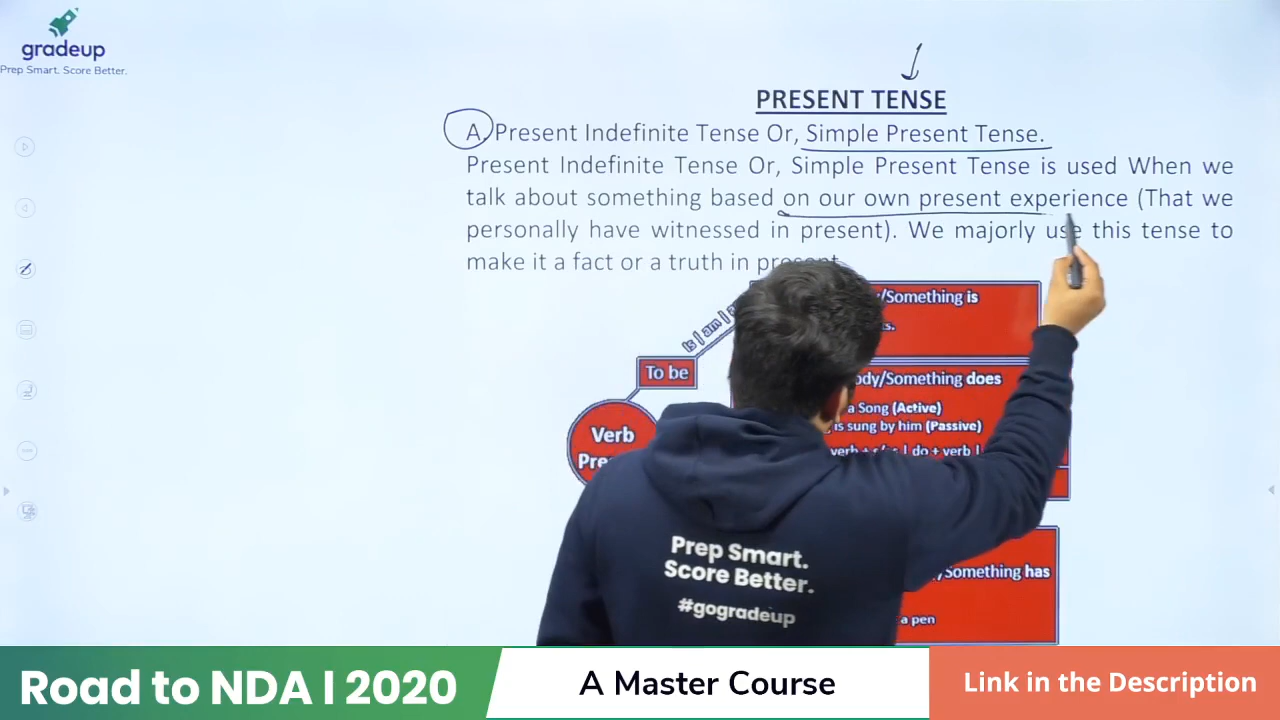 gradeup
Prep Smart. Score Better.
PRESENT TENSE
A. Present Indefinite Tense Or, Simple Present Tense.
Present Indefinite Tense Or, Simple Present Tense is used When we
talk about something based on our own present experience (That we
personally have witnessed in present). We majorly use this tense to
make it a fact or a truth in present
/Something is
To be
Is | am |
/Something does
a Song (Active)
is sung by him (Passive)
do + verb |
Verb
/Something has
a pen
Prep Smart.
Score Better.
#gogradeup
Road to NDA | 2020
A Master Course
Link in the Description